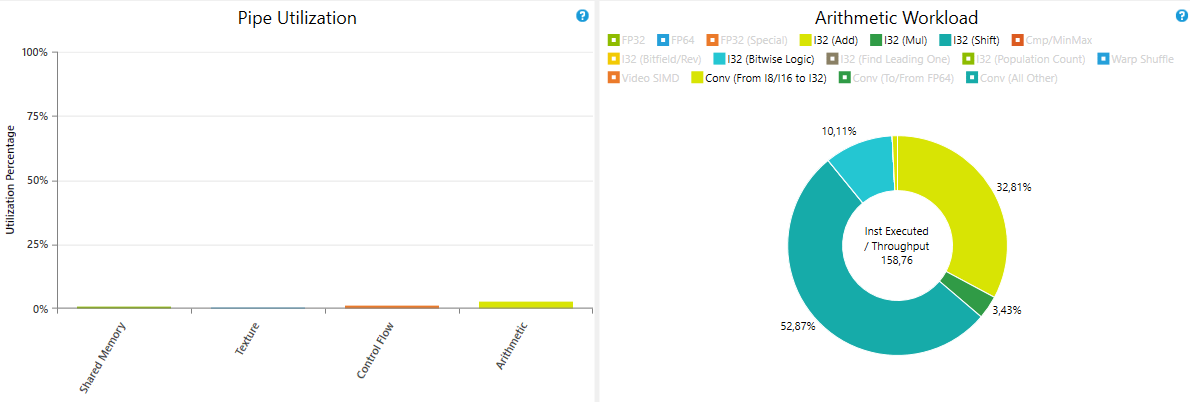 Pipe Utilization
?
100%
75%
50%
25%
0%
Utilization Percentage
Shared Memory
Texture
Control Flow
Arithmetic
Arithmetic Workload
?
FP32 FP64 FP32 (Special) I32 (Add) I32 (Mul) I32 (Shift) Cmp/MinMax
I32 (Bitfield/Rev) I32 (Bitwise Logic) I32 (Find Leading One) I32 (Population Count) Warp Shuffle
Video SIMD Conv (From I8/I16 to I32) Conv (To/From FP64) Conv (All Other)
10,11%
32,81%
Inst Executed
/ Throughput
158,76
3,43%
52,87%